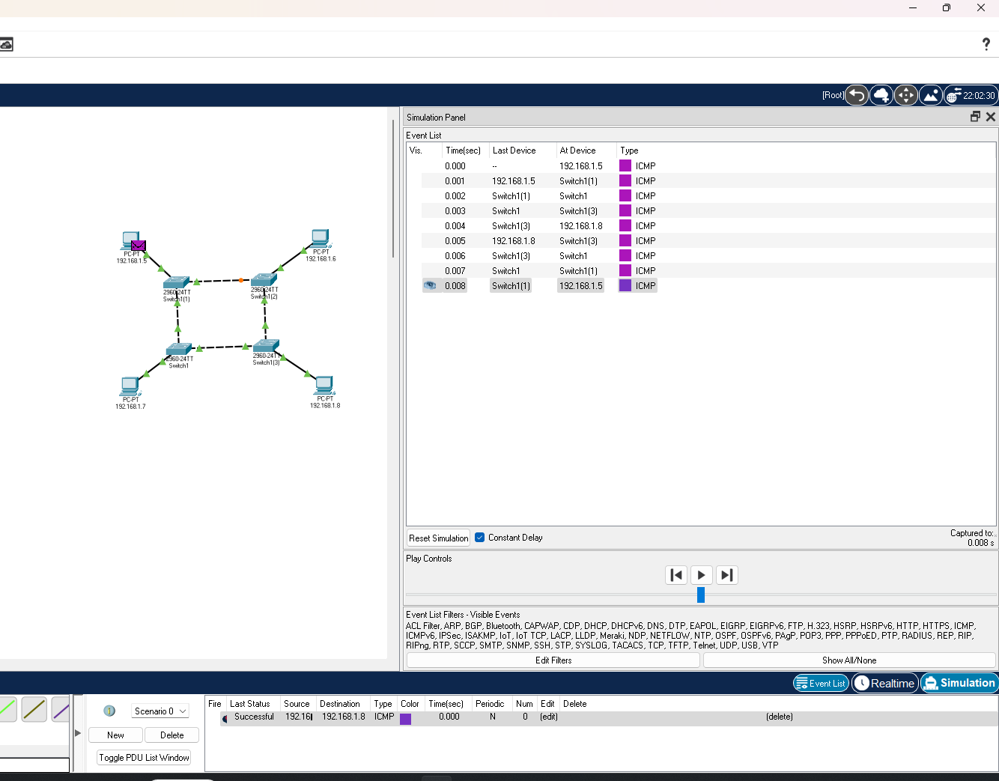 ?
[Root]
22:02:30
Simulation Panel
Event List
Vis. Time(sec) Last Device At Device Type
0.000 -- 192.168.1.5 ICMP
0.001 192.168.1.5 Switch1(1) ICMP
0.002 Switch1(1) Switch1 ICMP
0.003 Switch1 Switch1(3) ICMP
0.004 Switch1(3) 192.168.1.8 ICMP
0.005 192.168.1.8 Switch1(3) ICMP
0.006 Switch1(3) Switch1 ICMP
0.007 Switch1 Switch1(1) ICMP
0.008 Switch1(1) 192.168.1.5 ICMP
PC-PT
192.168.1.5
PC-PT
192.168.1.6
2960-24TT
Switch1(1)
2960-24TT
Switch1(2)
2960-24TT
Switch1
2960-24TT
Switch1(3)
PC-PT
192.168.1.7
PC-PT
192.168.1.8
Reset Simulation Constant Delay
Captured to:
0.008 s
Play Controls
Event List Filters - Visible Events
ACL Filter, ARP, BGP, Bluetooth, CAPWAP, CDP, DHCP, DHCPv6, DNS, DTP, EAPOL, EIGRP, EIGRPv6, FTP, H.323, HSRP, HSRPv6, HTTP, HTTPS, ICMP,
ICMPv6, IPSec, ISAKMP, IoT, IoT TCP, LACP, LLDP, Meraki, NDP, NETFLOW, NTP, OSPF, OSPFv6, PAgP, POP3, PPP, PPPoED, PTP, RADIUS, REP, RIP,
RIPng, RTP, SCCP, SMTP, SNMP, SSH, STP, SYSLOG, TACACS, TCP, TFTP, Telnet, UDP, USB, VTP
Edit Filters Show All/None
Event List Realtime Simulation
Scenario 0
New Delete
Toggle PDU List Window
Fire Last Status Source Destination Type Color Time(sec) Periodic Num Edit Delete
Successful 192.16 192.168.1.8 ICMP 0.000 N 0 (edit) (delete)